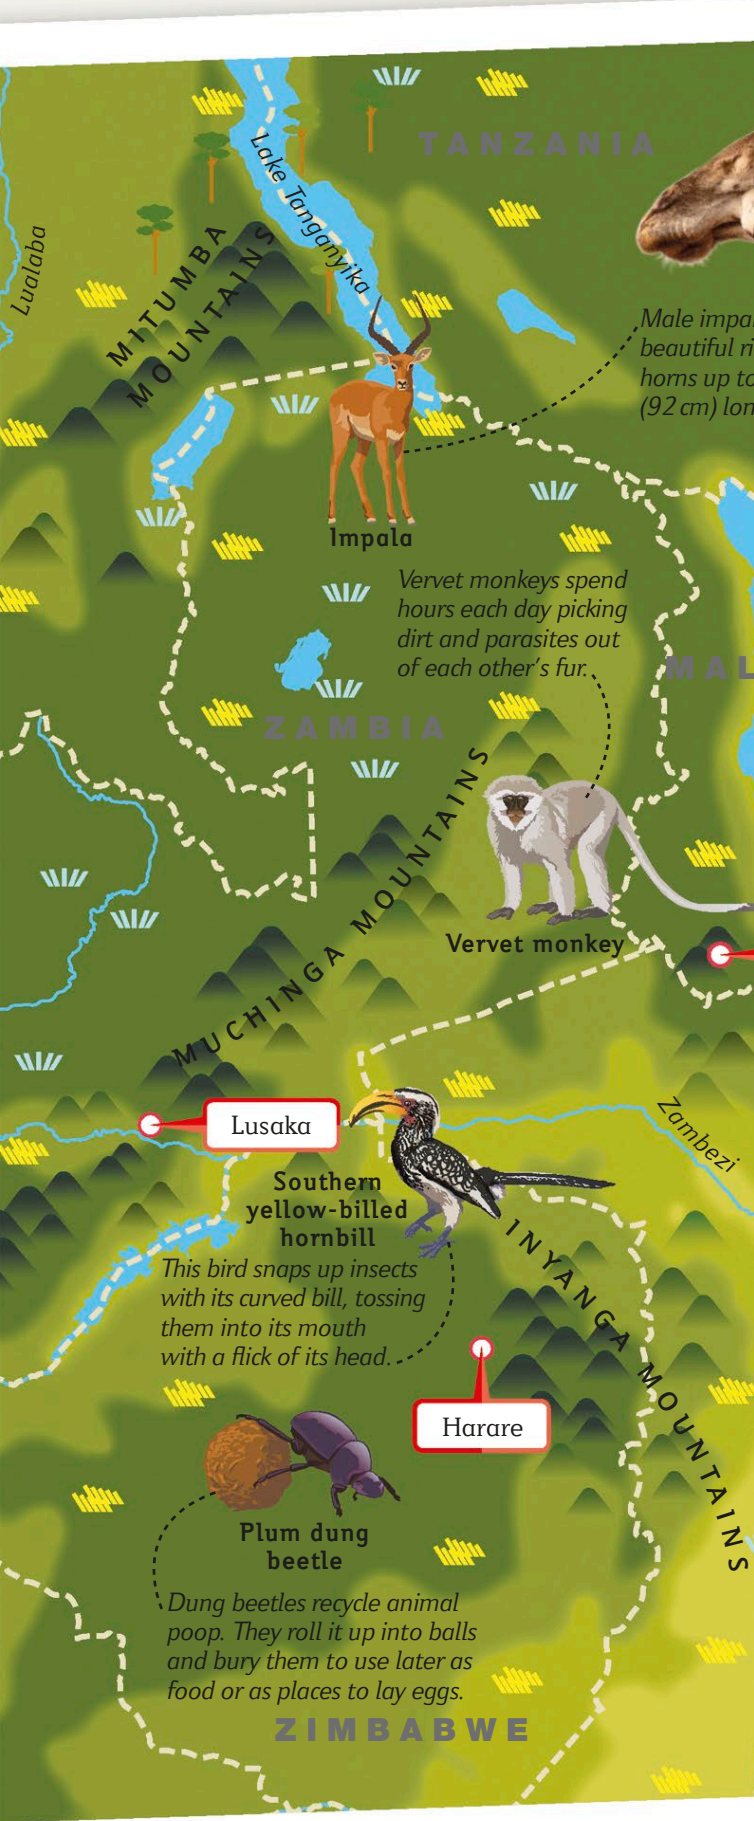 TANZANIA
Lake Tanganyika
Lualaba
MITUMBA
MOUNTAINS
Male impa
beautiful ri
horns up to
(92 cm) lon
Impala
Vervet monkeys spend
hours each day picking
dirt and parasites out
of each other's fur.
MAL
ZAMBIA
MUCHINGA MOUNTAINS
Vervet monkey
Lusaka
Zambezi
Southern
yellow-billed
hornbill
This bird snaps up insects
with its curved bill, tossing
them into its mouth
with a flick of its head.
INYANGA MOUNTAINS
Harare
Plum dung
beetle
Dung beetles recycle animal
poop. They roll it up into balls
and bury them to use later as
food or as places to lay eggs.
ZIMBABWE